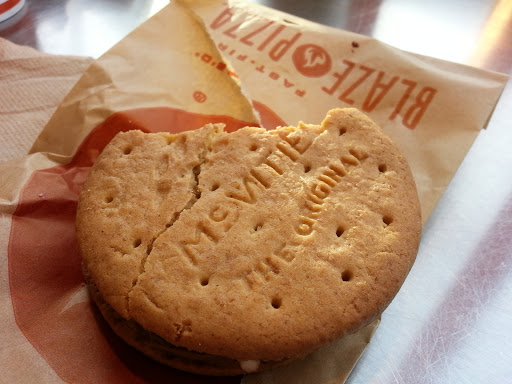 BLAZE PIZZA
FAST-FIRE'D
®
McVITIE
THE ORIGINAL